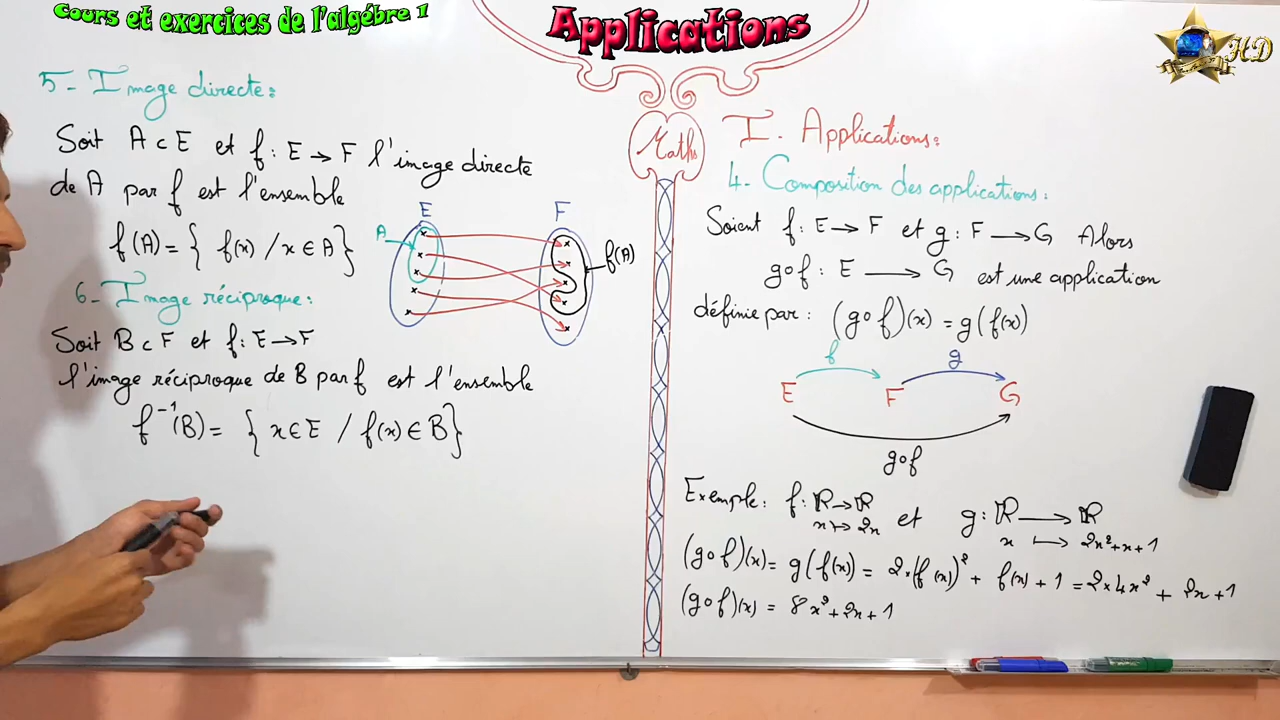 Cours et exercices de l'algébre 1
Applications
HD
5- Image directe:
Soit A ⊂ E et f: E → F l'image directe
de A par f est l'ensemble
f(A) = { f(x) / x ∈ A}
E
F
A
f(A)
6- Image réciproque:
Soit B ⊂ F et f: E → F
l'image réciproque de B par f est l'ensemble
f⁻¹(B) = { x ∈ E / f(x) ∈ B}
Maths
I. Applications:
4- Composition des applications:
Soient f: E → F et g: F → G Alors
g∘f : E → G est une application
définie par : (g∘f)(x) = g(f(x)
f
g
E
F
G
g∘f
Exemple: f: ℝ → ℝ et g: ℝ → ℝ
x ↦ 2x x ↦ 2x²+x+1
(g∘f)(x) = g(f(x) = 2×(f(x))² + f(x) + 1 = 2×4x² + 2x + 1
(g∘f)(x) = 8x² + 2x + 1